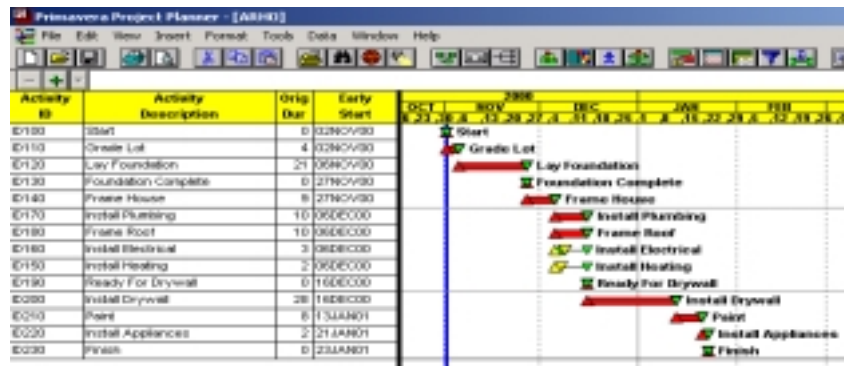 Primavera Project Planner - [ARHO]
File Edit View Insert Format Tools Data Window Help
Activity ID Activity Description Orig Dur Early Start
2000
OCT NOV DEC JAN FEB
ID100 Start 0 02NOV00 Start
ID110 Grade Lot 4 02NOV00 Grade Lot
ID120 Lay Foundation 21 06NOV00 Lay Foundation
ID130 Foundation Complete 0 27NOV00 Foundation Complete
ID140 Frame House 9 27NOV00 Frame House
ID170 Install Plumbing 10 06DEC00 Install Plumbing
ID180 Frame Roof 10 06DEC00 Frame Roof
ID160 Install Electrical 3 06DEC00 Install Electrical
ID150 Install Heating 2 06DEC00 Install Heating
ID190 Ready For Drywall 0 16DEC00 Ready For Drywall
ID200 Install Drywall 28 16DEC00 Install Drywall
ID210 Paint 8 13JAN01 Paint
ID220 Install Appliances 2 21JAN01 Install Appliances
ID230 Finish 0 23JAN01 Finish